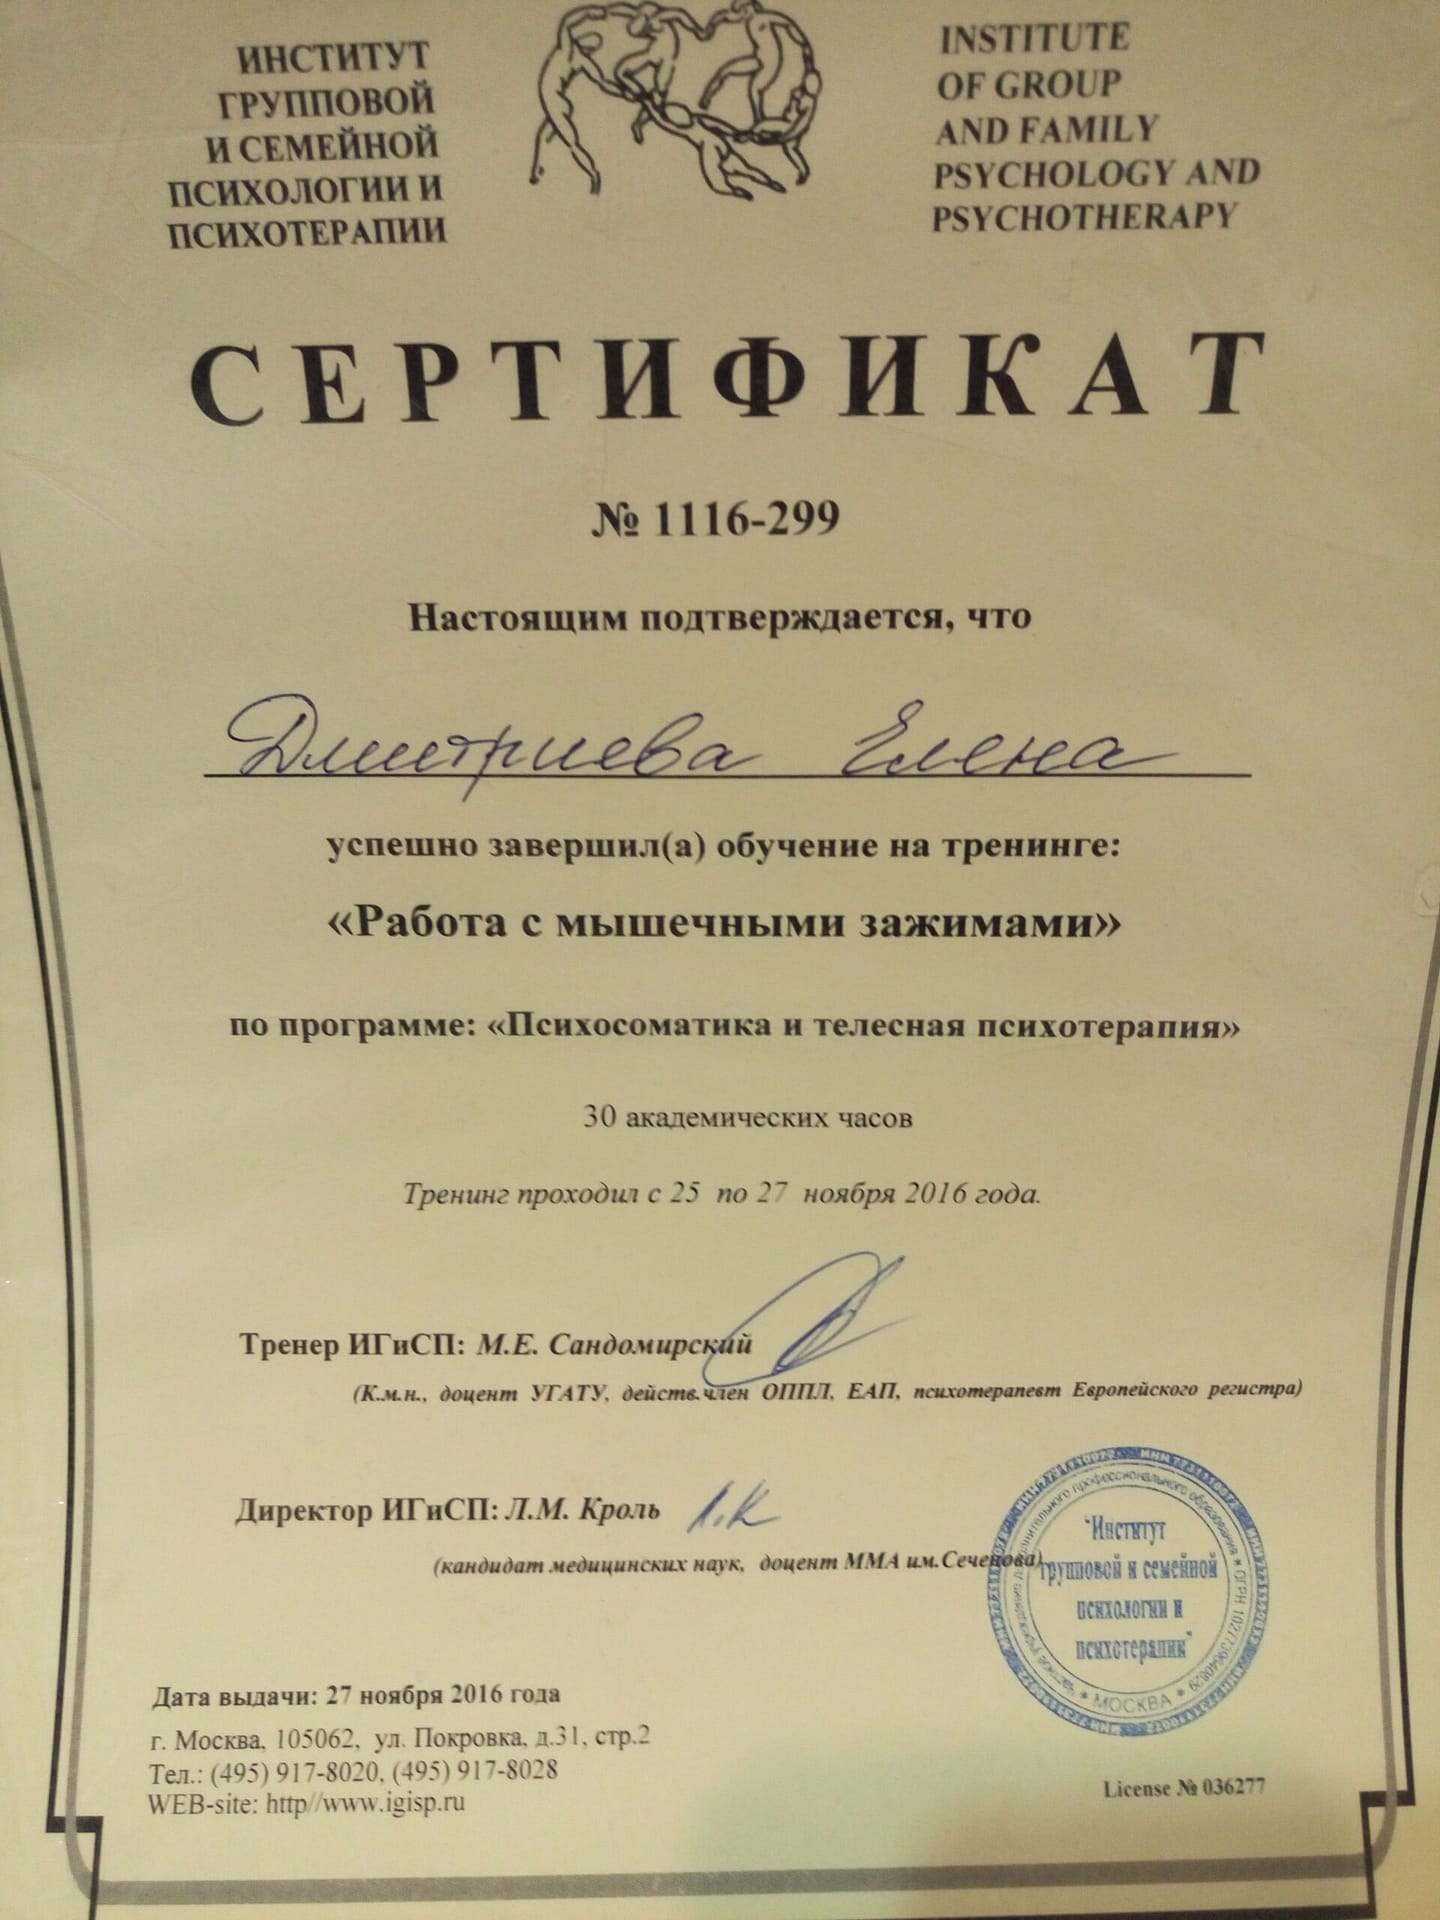 ИНСТИТУТ
ГРУППОВОЙ
И СЕМЕЙНОЙ
ПСИХОЛОГИИ И
ПСИХОТЕРАПИИ
INSTITUTE
OF GROUP
AND FAMILY
PSYCHOLOGY AND
PSYCHOTHERAPY
СЕРТИФИКАТ
№ 1116-299
Настоящим подтверждается, что
Дмитриева Елена
успешно завершил(а) обучение на тренинге:
«Работа с мышечными зажимами»
по программе: «Психосоматика и телесная психотерапия»
30 академических часов
Тренинг проходил с 25 по 27 ноября 2016 года.
Тренер ИГиСП: М.Е. Сандомирский
(К.м.н., доцент УГАТУ, действ.член ОППЛ, ЕАП, психотерапевт Европейского регистра)
Директор ИГиСП: Л.М. Кроль
Л.К
(кандидат медицинских наук, доцент ММА им.Сеченова)
"Институт
групповой и семейной
психологии и
психотерапии"
профессионального образования
МОСКВА
Дата выдачи: 27 ноября 2016 года
г. Москва, 105062, ул. Покровка, д.31, стр.2
Тел.: (495) 917-8020, (495) 917-8028
WEB-site: http//www.igisp.ru
License № 036277